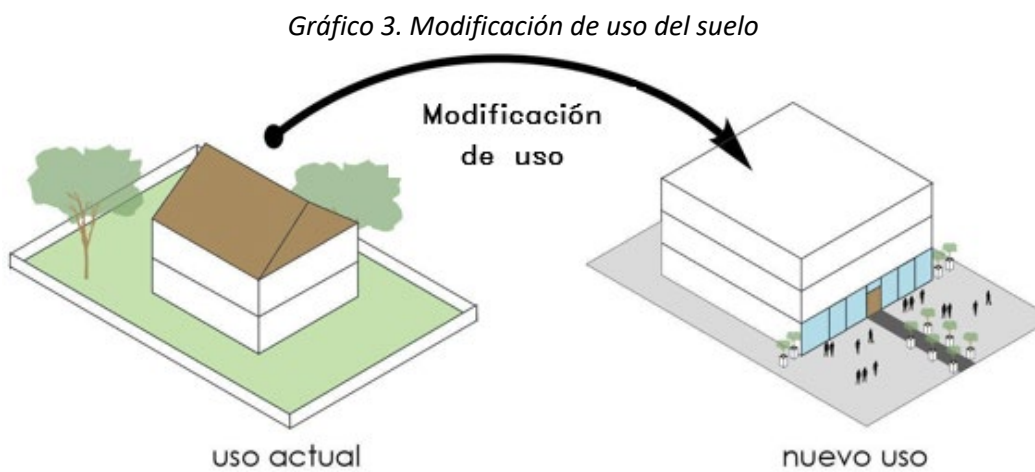 Gráfico 3. Modificación de uso del suelo
Modificación
de uso
uso actual
nuevo uso